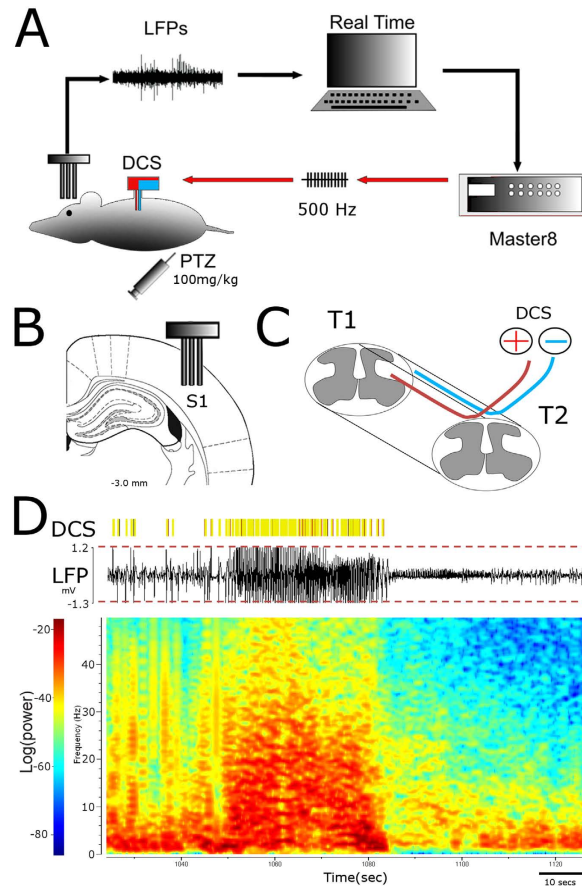 A
LFPs
Real Time
DCS
500 Hz
Master8
PTZ
100mg/kg
B
S1
-3.0 mm
C
T1
DCS
+ −
T2
D
DCS
1.2
LFP
mV
-1.3
-20
-40
-60
-80
Log(power)
Frequency (Hz)
40
30
20
10
0
1040
1060
1080
1100
1120
Time(sec)
10 secs